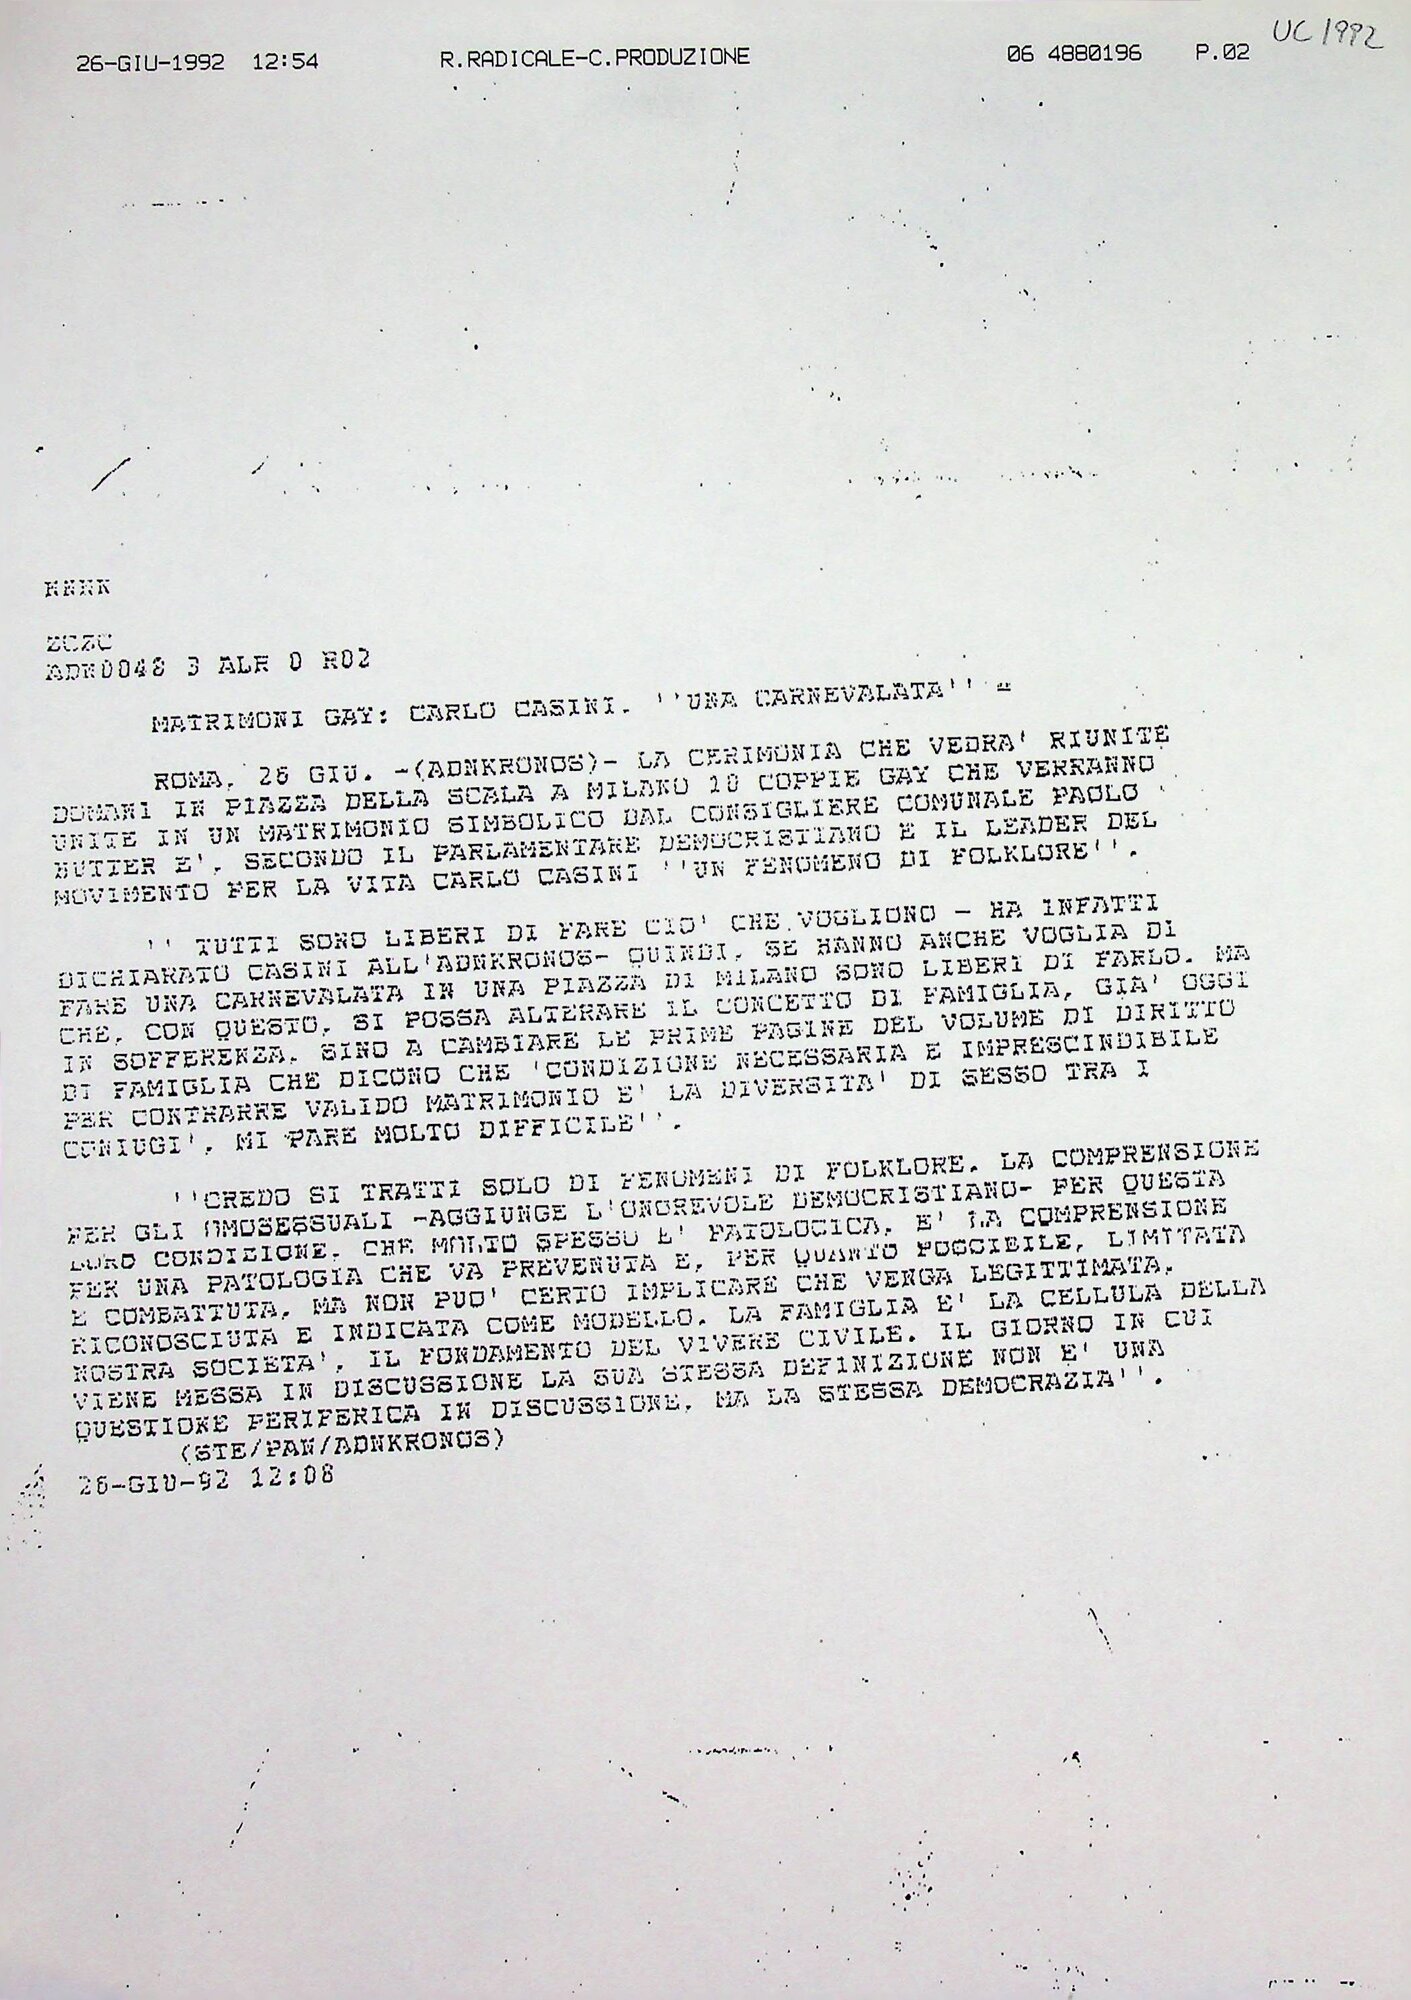 UC 1992
26-GIU-1992 12:54 R.RADICALE-C.PRODUZIONE 06 4880196 P.02
NNNN
ZCZC
ADN0048 3 ALR 0 R02
MATRIMONI GAY: CARLO CASINI, ''UNA CARNEVALATA'' =
ROMA, 26 GIU. -(ADNKRONOS)- LA CERIMONIA CHE VEDRA' RIUNITE
DOMANI IN PIAZZA DELLA SCALA A MILANO 10 COPPIE GAY CHE VERRANNO
UNITE IN UN MATRIMONIO SIMBOLICO DAL CONSIGLIERE COMUNALE PAOLO
HUTTER E', SECONDO IL PARLAMENTARE DEMOCRISTIANO E IL LEADER DEL
MOVIMENTO PER LA VITA CARLO CASINI ''UN FENOMENO DI FOLKLORE''.
'' TUTTI SONO LIBERI DI FARE CIO' CHE VOGLIONO - HA INFATTI
DICHIARATO CASINI ALL'ADNKRONOS- QUINDI, SE HANNO ANCHE VOGLIA DI
FARE UNA CARNEVALATA IN UNA PIAZZA DI MILANO SONO LIBERI DI FARLO. MA
CHE, CON QUESTO, SI POSSA ALTERARE IL CONCETTO DI FAMIGLIA, GIA' OGGI
IN SOFFERENZA, SINO A CAMBIARE LE PRIME PAGINE DEL VOLUME DI DIRITTO
DI FAMIGLIA CHE DICONO CHE 'CONDIZIONE NECESSARIA E IMPRESCINDIBILE
PER CONTRARRE VALIDO MATRIMONIO E' LA DIVERSITA' DI SESSO TRA I
CONIUGI', MI PARE MOLTO DIFFICILE''.
''CREDO SI TRATTI SOLO DI FENOMENI DI FOLKLORE. LA COMPRENSIONE
PER GLI OMOSESSUALI -AGGIUNGE L'ONOREVOLE DEMOCRISTIANO- PER QUESTA
LORO CONDIZIONE, CHE MOLTO SPESSO E' PATOLOGICA, E' LA COMPRENSIONE
PER UNA PATOLOGIA CHE VA PREVENUTA E, PER QUANTO POSSIBILE, LIMITATA
E COMBATTUTA, MA NON PUO' CERTO IMPLICARE CHE VENGA LEGITTIMATA,
RICONOSCIUTA E INDICATA COME MODELLO. LA FAMIGLIA E' LA CELLULA DELLA
NOSTRA SOCIETA', IL FONDAMENTO DEL VIVERE CIVILE. IL GIORNO IN CUI
VIENE MESSA IN DISCUSSIONE LA SUA STESSA DEFINIZIONE NON E' UNA
QUESTIONE PERIFERICA IN DISCUSSIONE, MA LA STESSA DEMOCRAZIA''.
(STE/PAN/ADNKRONOS)
26-GIU-92 12:08